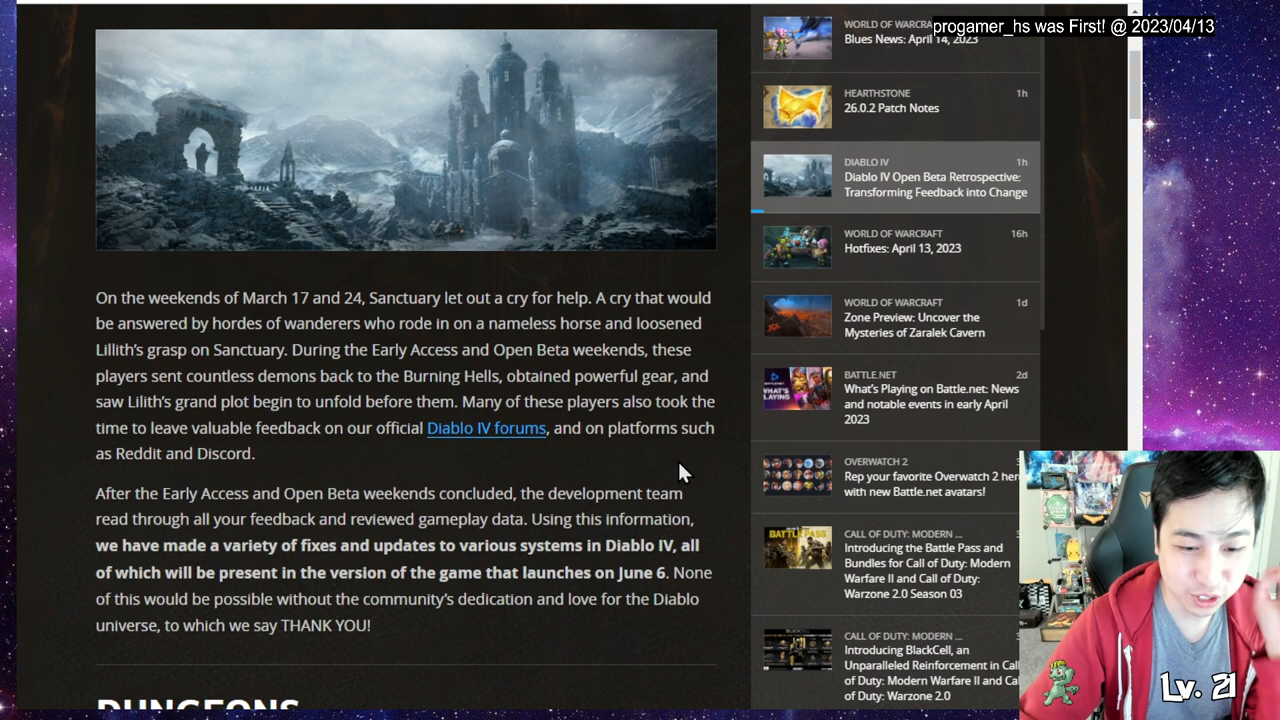 progamer_hs was First! @ 2023/04/13
On the weekends of March 17 and 24, Sanctuary let out a cry for help. A cry that would
be answered by hordes of wanderers who rode in on a nameless horse and loosened
Lillith's grasp on Sanctuary. During the Early Access and Open Beta weekends, these
players sent countless demons back to the Burning Hells, obtained powerful gear, and
saw Lilith's grand plot begin to unfold before them. Many of these players also took the
time to leave valuable feedback on our official Diablo IV forums, and on platforms such
as Reddit and Discord.
After the Early Access and Open Beta weekends concluded, the development team
read through all your feedback and reviewed gameplay data. Using this information,
we have made a variety of fixes and updates to various systems in Diablo IV, all
of which will be present in the version of the game that launches on June 6. None
of this would be possible without the community's dedication and love for the Diablo
universe, to which we say THANK YOU!
DUNGEONS
WORLD OF WARCRA
Blues News: April 14, 2023
HEARTHSTONE 1h
26.0.2 Patch Notes
DIABLO IV 1h
Diablo IV Open Beta Retrospective:
Transforming Feedback into Change
WORLD OF WARCRAFT 16h
Hotfixes: April 13, 2023
WORLD OF WARCRAFT 1d
Zone Preview: Uncover the
Mysteries of Zaralek Cavern
BATTLE.NET 2d
What's Playing on Battle.net: News
and notable events in early April
2023
OVERWATCH 2
Rep your favorite Overwatch 2 hero
with new Battle.net avatars!
CALL OF DUTY: MODERN ...
Introducing the Battle Pass and
Bundles for Call of Duty: Modern
Warfare II and Call of Duty:
Warzone 2.0 Season 03
CALL OF DUTY: MODERN ...
Introducing BlackCell, an
Unparalleled Reinforcement in Call
of Duty: Modern Warfare II and Call
of Duty: Warzone 2.0
BATTLE PASS
WHAT'S
PLAYING
Lv. 21